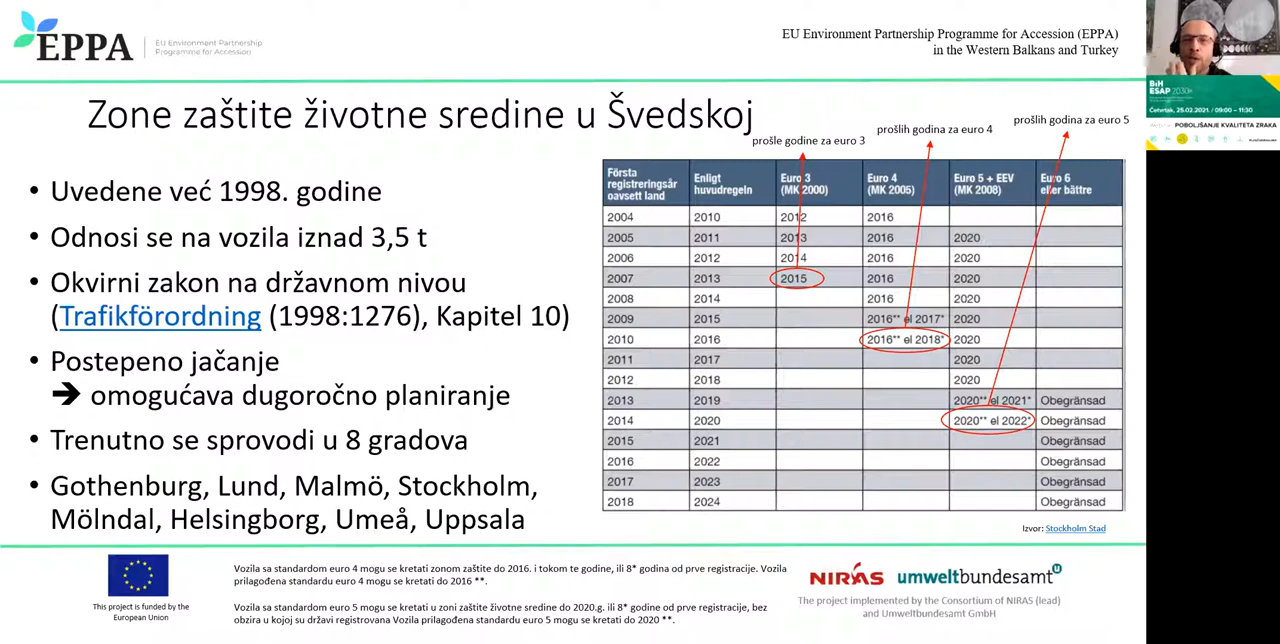 EPPA
EU Environment Partnership
Programme for Accession
EU Environment Partnership Programme for Accession (EPPA)
in the Western Balkans and Turkey
Zone zaštite životne sredine u Švedskoj
• Uvedene već 1998. godine
• Odnosi se na vozila iznad 3,5 t
• Okvirni zakon na državnom nivou
(Trafikförordning (1998:1276), Kapitel 10)
• Postepeno jačanje
➔ omogućava dugoročno planiranje
• Trenutno se sprovodi u 8 gradova
• Gothenburg, Lund, Malmö, Stockholm,
Mölndal, Helsingborg, Umeå, Uppsala
prošle godine za euro 3
prošlih godina za euro 4
prošlih godina za euro 5
Första registreringsår oavsett land | Enligt huvudregeln | Euro 3 (MK 2000) | Euro 4 (MK 2005) | Euro 5 + EEV (MK 2008) | Euro 6 eller bättre
2004 2010 2012 2016
2005 2011 2013 2016 2020
2006 2012 2014 2016 2020
2007 2013 2015 2016 2020
2008 2014 2016 2020
2009 2015 2016** el 2017* 2020
2010 2016 2016** el 2018* 2020
2011 2017 2020
2012 2018 2020
2013 2019 2020** el 2021* Obegränsad
2014 2020 2020** el 2022* Obegränsad
2015 2021 Obegränsad
2016 2022 Obegränsad
2017 2023 Obegränsad
2018 2024 Obegränsad
Izvor: Stockholm Stad
This project is funded by the
European Union
Vozila sa standardom euro 4 mogu se kretati zonom zaštite do 2016. i tokom te godine, ili 8* godina od prve registracije. Vozila
prilagođena standardu euro 4 mogu se kretati do 2016 **.
Vozila sa standardom euro 5 mogu se kretati u zoni zaštite životne sredine do 2020.g. ili 8* godine od prve registracije, bez
obzira u kojoj su državi registrovana Vozila prilagođena standardu euro 5 mogu se kretati do 2020 **.
NIRAS umweltbundesamt
The project implemented by the Consortium of NIRAS (lead)
and Umweltbundesamt GmbH
BiH
ESAP 2030+
Četvrtak, 25.02.2021. / 09:00 - 11:30
POBOLJŠANJE KVALITETA ZRAKA